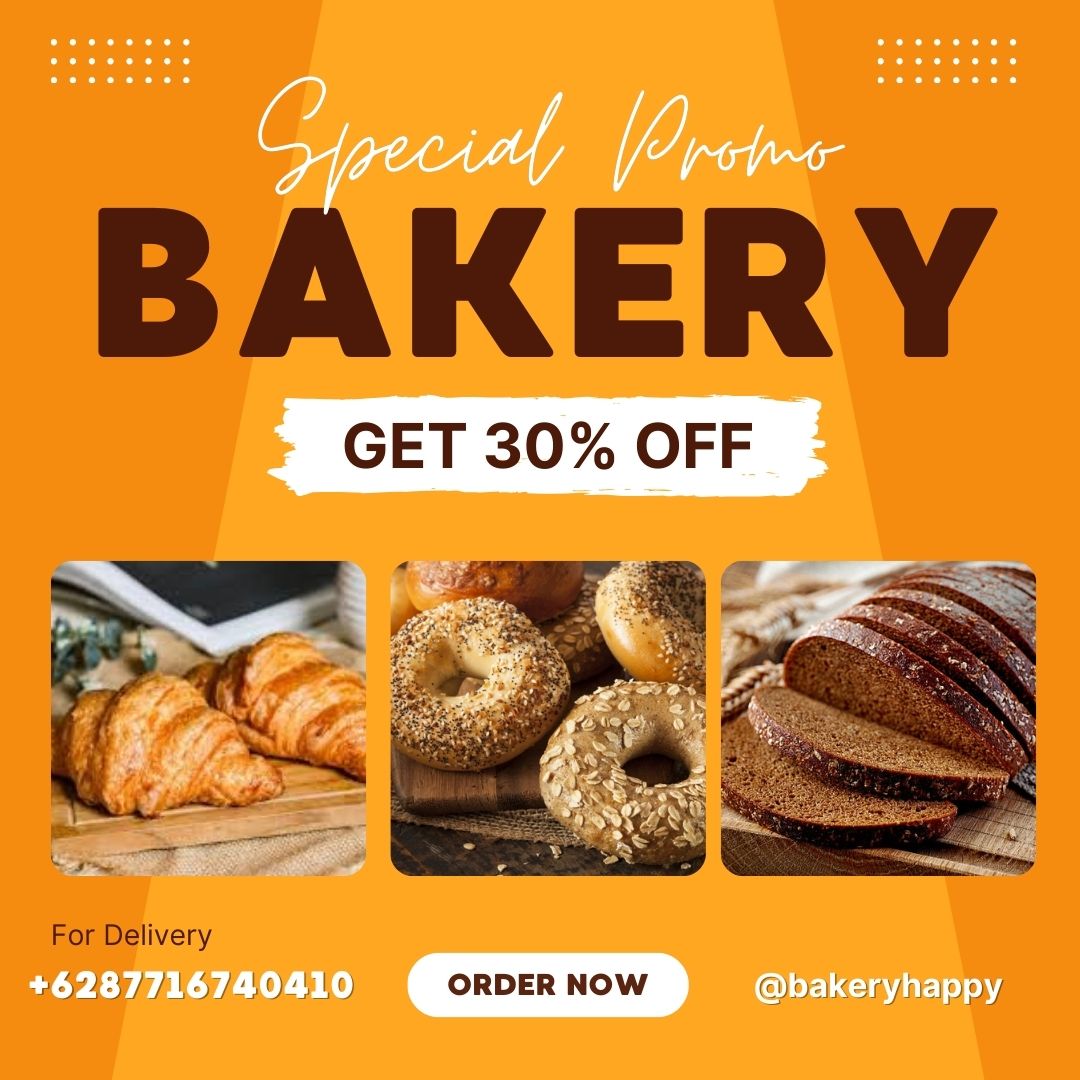 Special Promo
BAKERY
GET 30% OFF
For Delivery
+6287716740410
ORDER NOW
@bakeryhappy